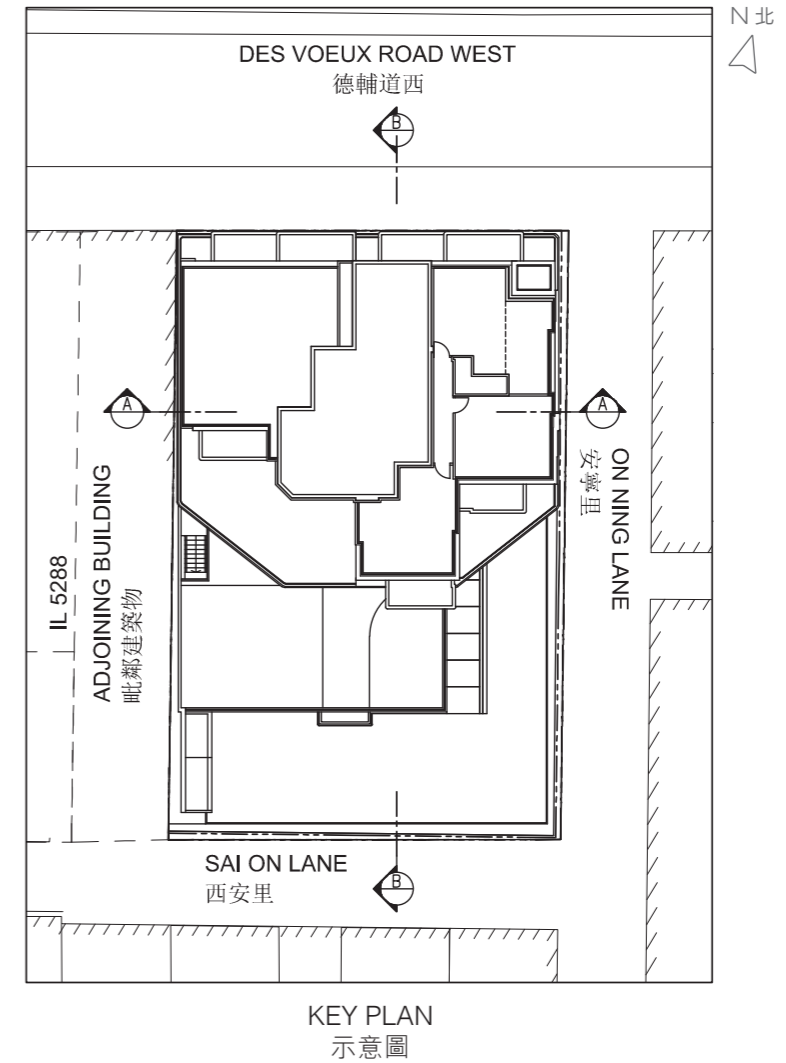 N 北
DES VOEUX ROAD WEST
德輔道西
B
A
A
ON NING LANE
安寧里
IL 5288
ADJOINING BUILDING
毗鄰建築物
SAI ON LANE
西安里
B
KEY PLAN
示意圖